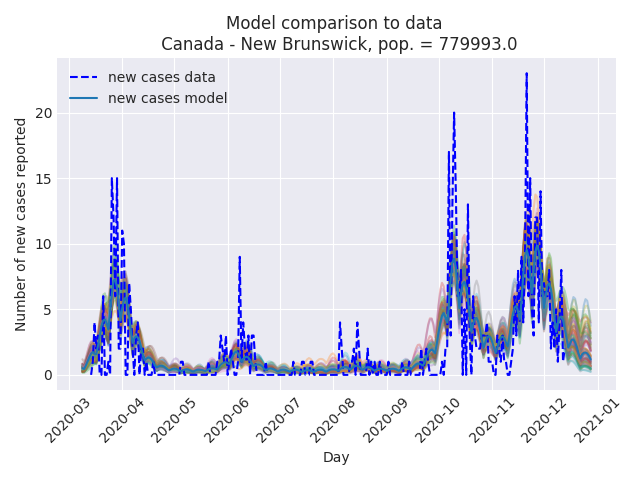 Model comparison to data
Canada - New Brunswick, pop. = 779993.0
new cases data
new cases model
Number of new cases reported
20
15
10
5
0
2020-03
2020-04
2020-05
2020-06
2020-07
2020-08
2020-09
2020-10
2020-11
2020-12
2021-01
Day